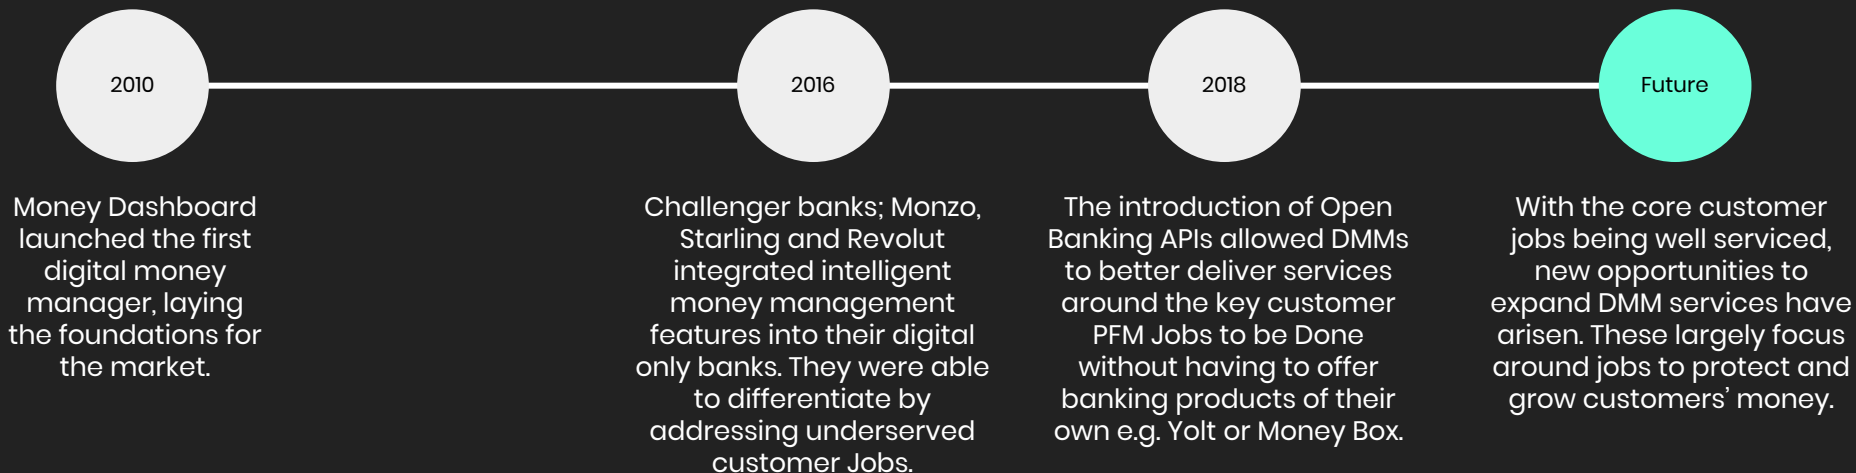 2010
2016
2018
Future
Money Dashboard
launched the first
digital money
manager, laying
the foundations for
the market.
Challenger banks; Monzo,
Starling and Revolut
integrated intelligent
money management
features into their digital
only banks. They were able
to differentiate by
addressing underserved
customer Jobs.
The introduction of Open
Banking APIs allowed DMMs
to better deliver services
around the key customer
PFM Jobs to be Done
without having to offer
banking products of their
own e.g. Yolt or Money Box.
With the core customer
jobs being well serviced,
new opportunities to
expand DMM services have
arisen. These largely focus
around jobs to protect and
grow customers’ money.